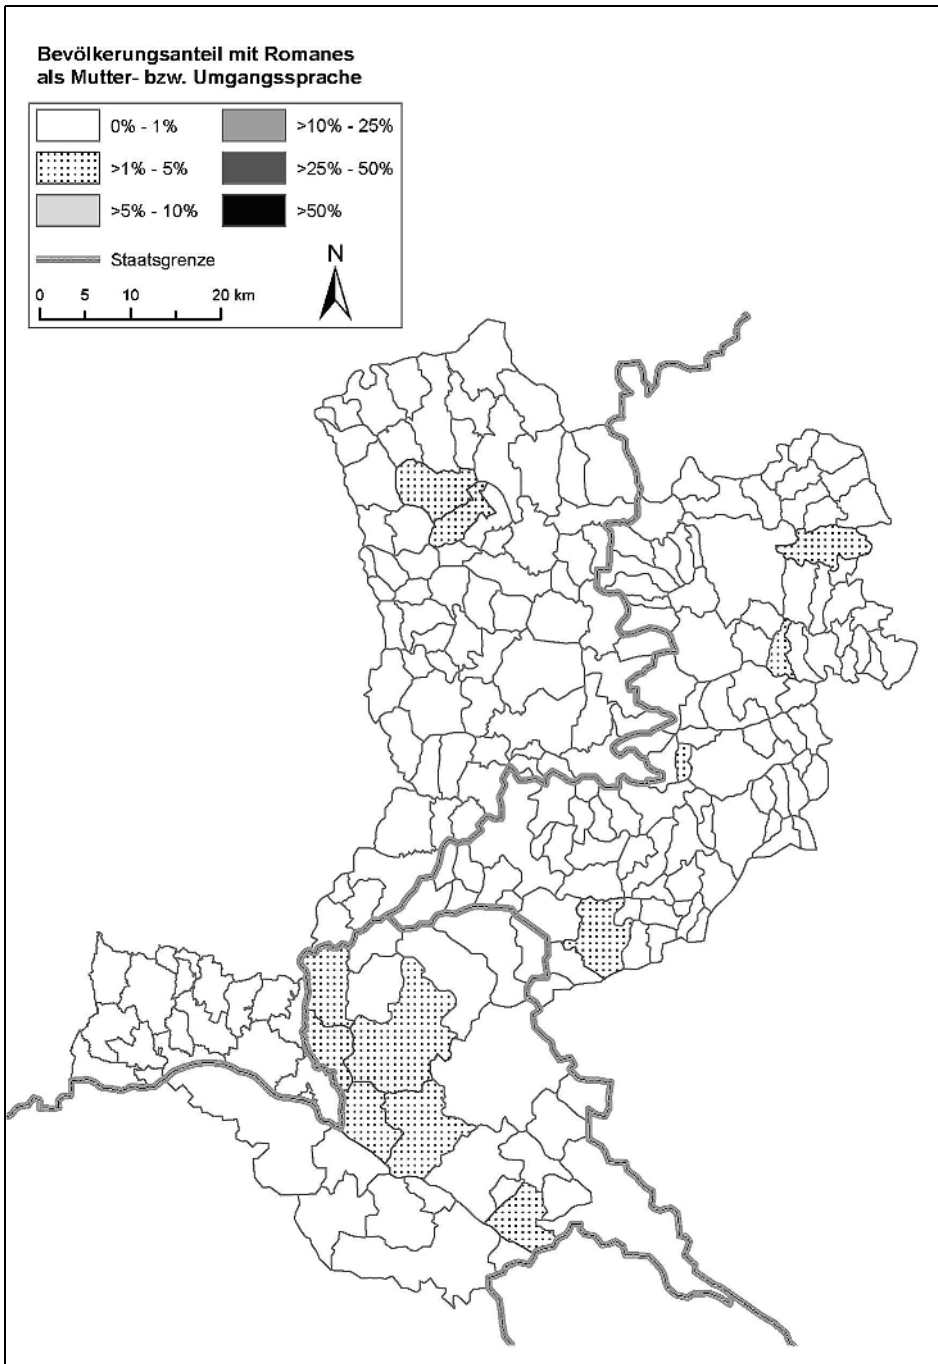 Bevölkerungsanteil mit Romanes
als Mutter- bzw. Umgangssprache
0% - 1%
>10% - 25%
>1% - 5%
>25% - 50%
>5% - 10%
>50%
Staatsgrenze
N
0 5 10 20 km